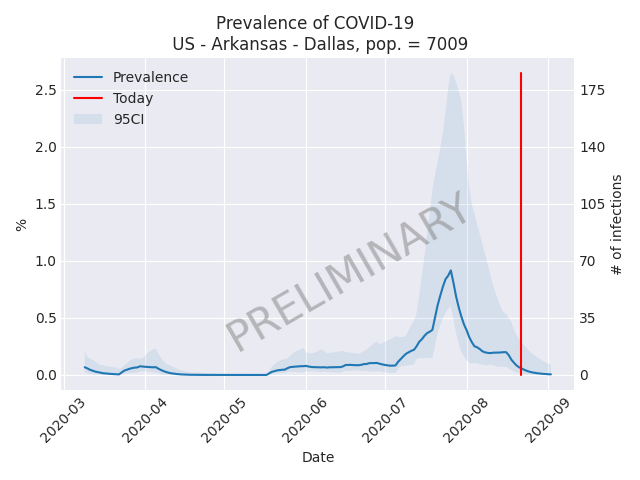 Prevalence of COVID-19
US - Arkansas - Dallas, pop. = 7009
Prevalence
Today
95CI
PRELIMINARY
2.5
2.0
1.5
1.0
0.5
0.0
%
175
140
105
70
35
0
# of infections
2020-03
2020-04
2020-05
2020-06
2020-07
2020-08
2020-09
Date